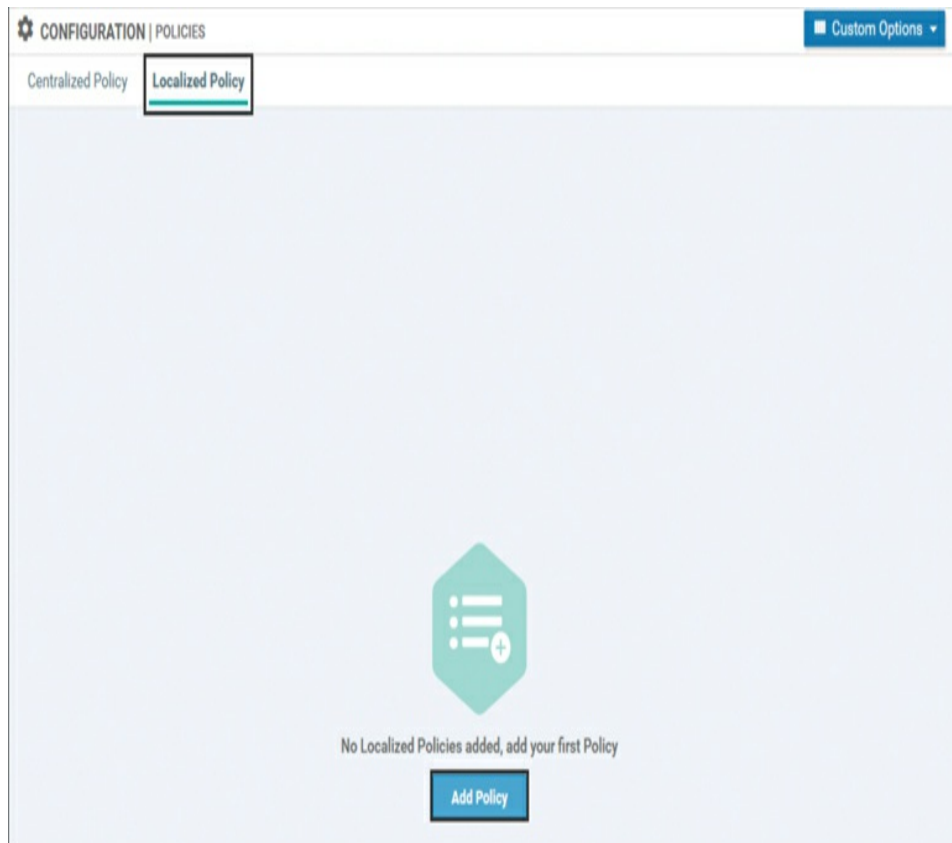 CONFIGURATION | POLICIES
Custom Options
Centralized Policy
Localized Policy
No Localized Policies added, add your first Policy
Add Policy